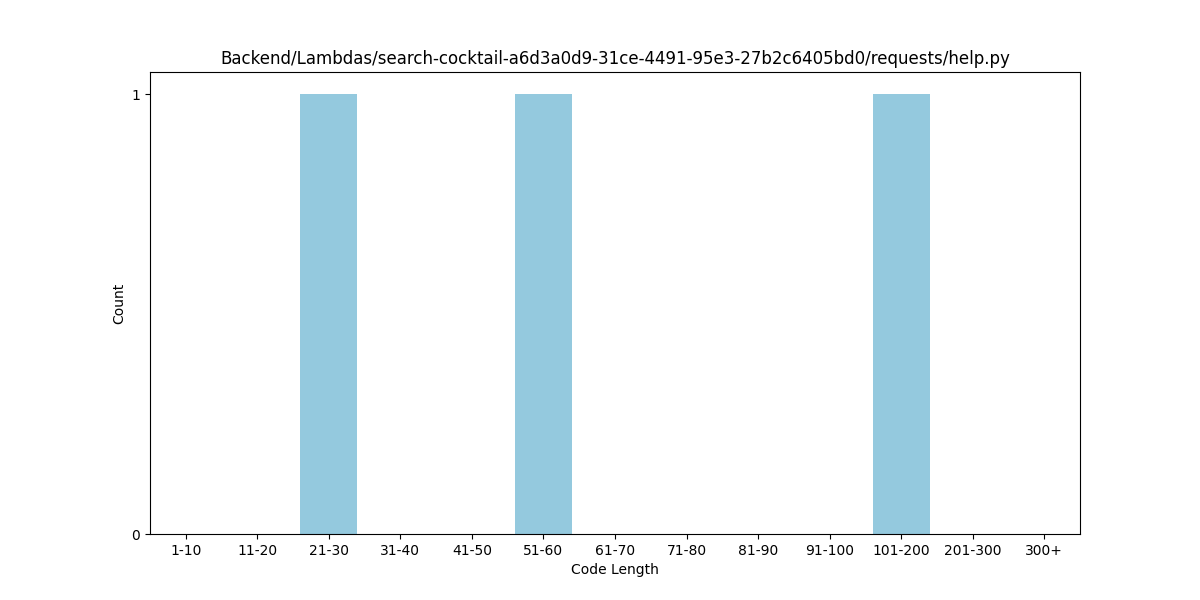 Backend/Lambdas/search-cocktail-a6d3a0d9-31ce-4491-95e3-27b2c6405bd0/requests/help.py
1
Count
0
1-10 11-20 21-30 31-40 41-50 51-60 61-70 71-80 81-90 91-100 101-200 201-300 300+
Code Length